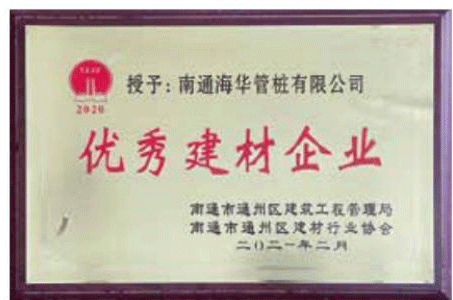 授予：南通海华管桩有限公司
2020
优秀建材企业
南通市通州区建筑工程管理局
南通市通州区建材行业协会
二〇二一年二月